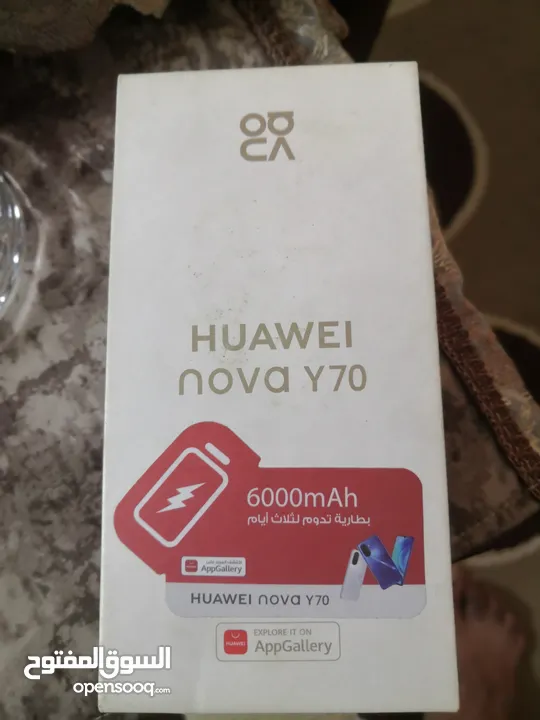 HUAWEI
nova Y70
6000mAh
بطارية تدوم لثلاث أيام
AppGallery
HUAWEI nova Y70
HUAWEI
EXPLORE IT ON
AppGallery
السوق المفتوح
opensooq.com